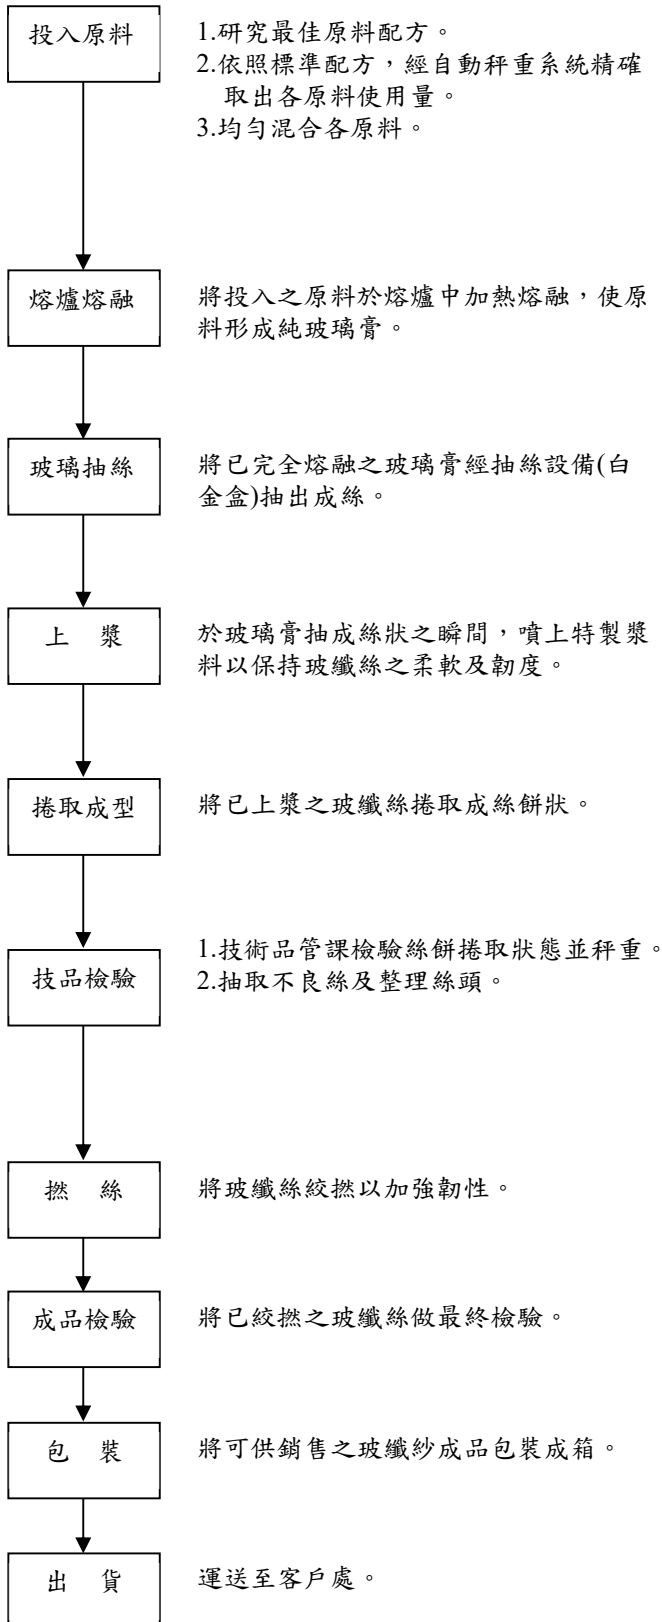 投入原料
1.研究最佳原料配方。
2.依照標準配方，經自動秤重系統精確
取出各原料使用量。
3.均勻混合各原料。
熔爐熔融
將投入之原料於熔爐中加熱熔融，使原
料形成純玻璃膏。
玻璃抽絲
將已完全熔融之玻璃膏經抽絲設備(白
金盒)抽出成絲。
上　漿
於玻璃膏抽成絲狀之瞬間，噴上特製漿
料以保持玻纖絲之柔軟及韌度。
捲取成型
將已上漿之玻纖絲捲取成絲餅狀。
技品檢驗
1.技術品管課檢驗絲餅捲取狀態並秤重。
2.抽取不良絲及整理絲頭。
撚　絲
將玻纖絲絞撚以加強韌性。
成品檢驗
將已絞撚之玻纖絲做最終檢驗。
包　裝
將可供銷售之玻纖紗成品包裝成箱。
出　貨
運送至客戶處。